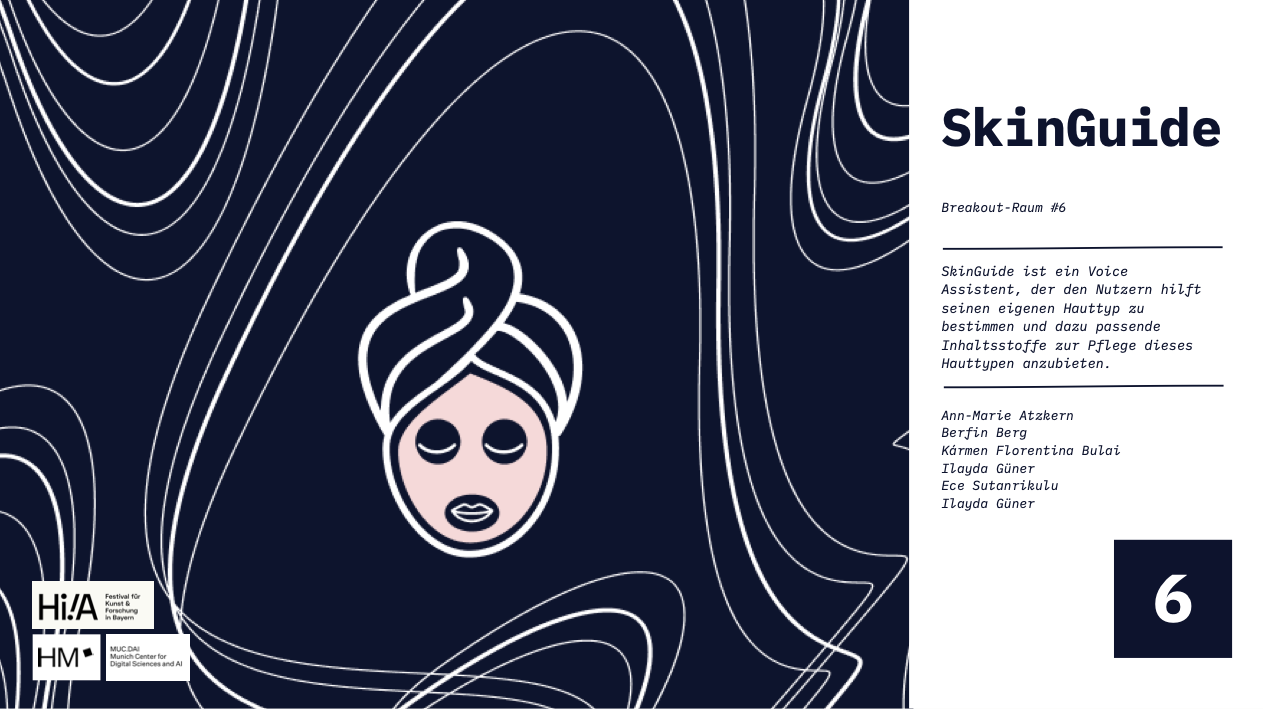 SkinGuide
Breakout-Raum #6
SkinGuide ist ein Voice
Assistent, der den Nutzern hilft
seinen eigenen Hauttyp zu
bestimmen und dazu passende
Inhaltsstoffe zur Pflege dieses
Hauttypen anzubieten.
Ann-Marie Atzkern
Berfin Berg
Kármen Florentina Bulai
Ilayda Güner
Ece Sutanrikulu
Ilayda Güner
6
Hi!A
Festival für
Kunst &
Forschung
in Bayern
HM
MUC.DAI
Munich Center for
Digital Sciences and AI